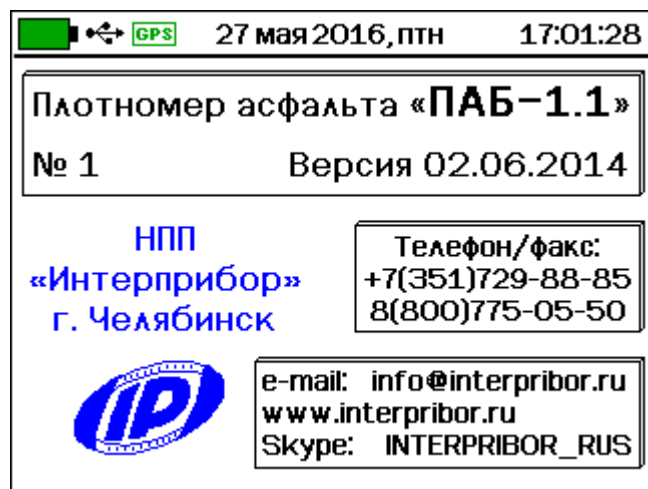 GPS 27 мая 2016, птн 17:01:28
Плотномер асфальта «ПАБ-1.1»
№ 1 Версия 02.06.2014
НПП
«Интерприбор»
г. Челябинск
Телефон/факс:
+7(351)729-88-85
8(800)775-05-50
IP
e-mail: info@interpribor.ru
www.interpribor.ru
Skype: INTERPRIBOR_RUS